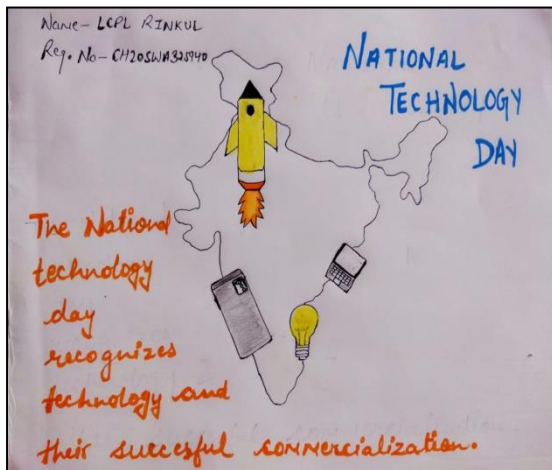 Name- LCPL RINKUL
Reg. No- CH20SWA325940
NATIONAL
TECHNOLOGY
DAY
The National
technology
day
recognizes
technology and
their succesful commercialization.